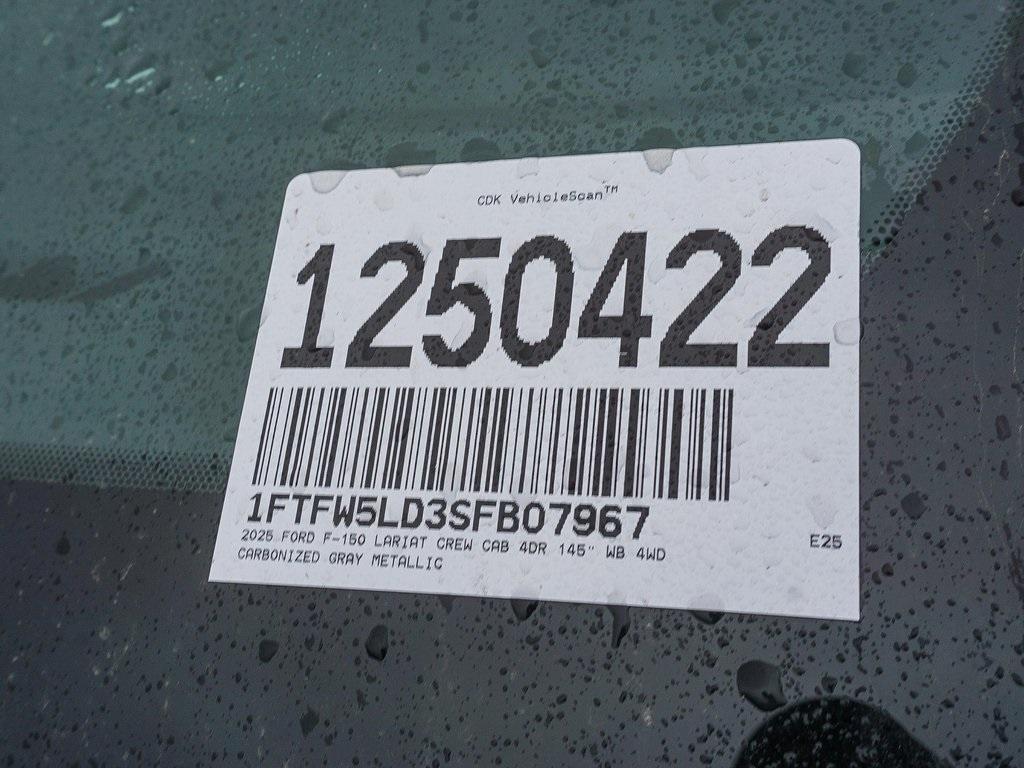 CDK VehicleScan™
1250422
1FTFW5LD3SFB07967
2025 FORD F-150 LARIAT CREW CAB 4DR 145" WB 4WD
CARBONIZED GRAY METALLIC
E25